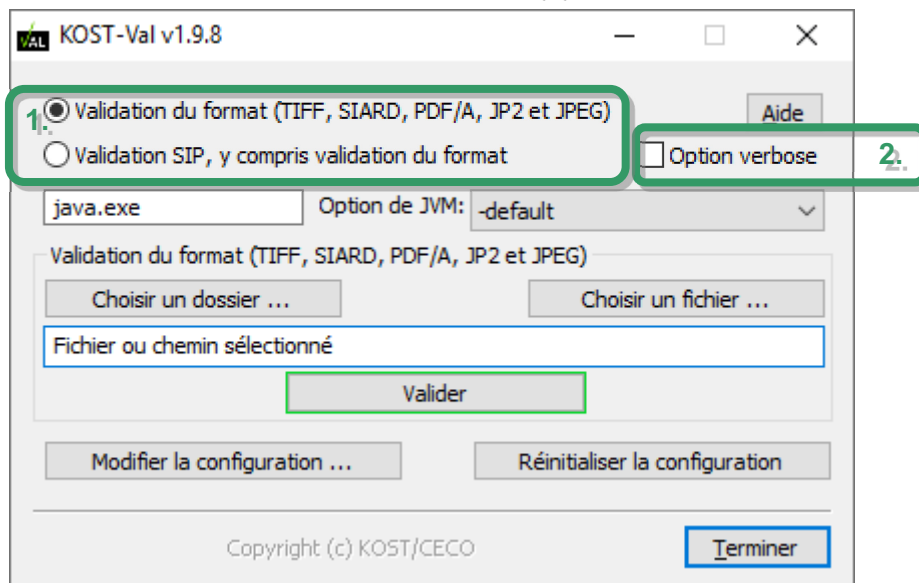 VAL KOST-Val v1.9.8
1. Validation du format (TIFF, SIARD, PDF/A, JP2 et JPEG)
Aide
Validation SIP, y compris validation du format
Option verbose 2.
java.exe Option de JVM: -default
Validation du format (TIFF, SIARD, PDF/A, JP2 et JPEG)
Choisir un dossier ... Choisir un fichier ...
Fichier ou chemin sélectionné
Valider
Modifier la configuration ... Réinitialiser la configuration
Copyright (c) KOST/CECO Terminer